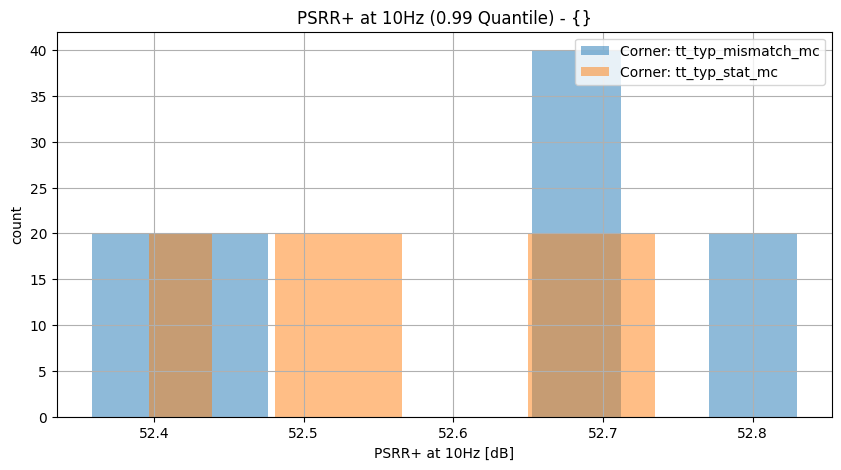 PSRR+ at 10Hz (0.99 Quantile) - {}
Corner: tt_typ_mismatch_mc
Corner: tt_typ_stat_mc
count
40
35
30
25
20
15
10
5
0
52.4 52.5 52.6 52.7 52.8
PSRR+ at 10Hz [dB]